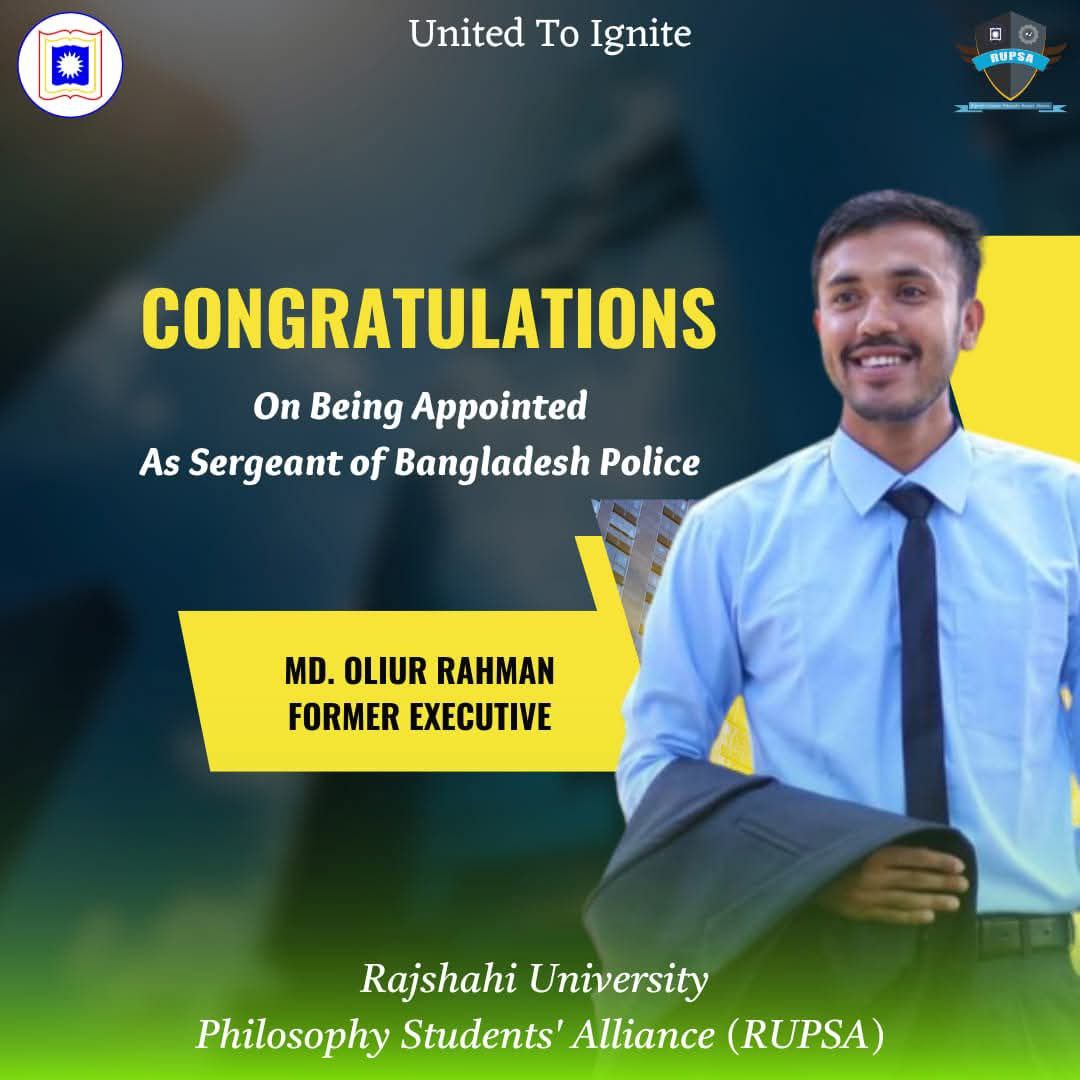 United To Ignite
RUPSA
CONGRATULATIONS
On Being Appointed
As Sergeant of Bangladesh Police
MD. OLIUR RAHMAN
FORMER EXECUTIVE
Rajshahi University
Philosophy Students' Alliance (RUPSA)